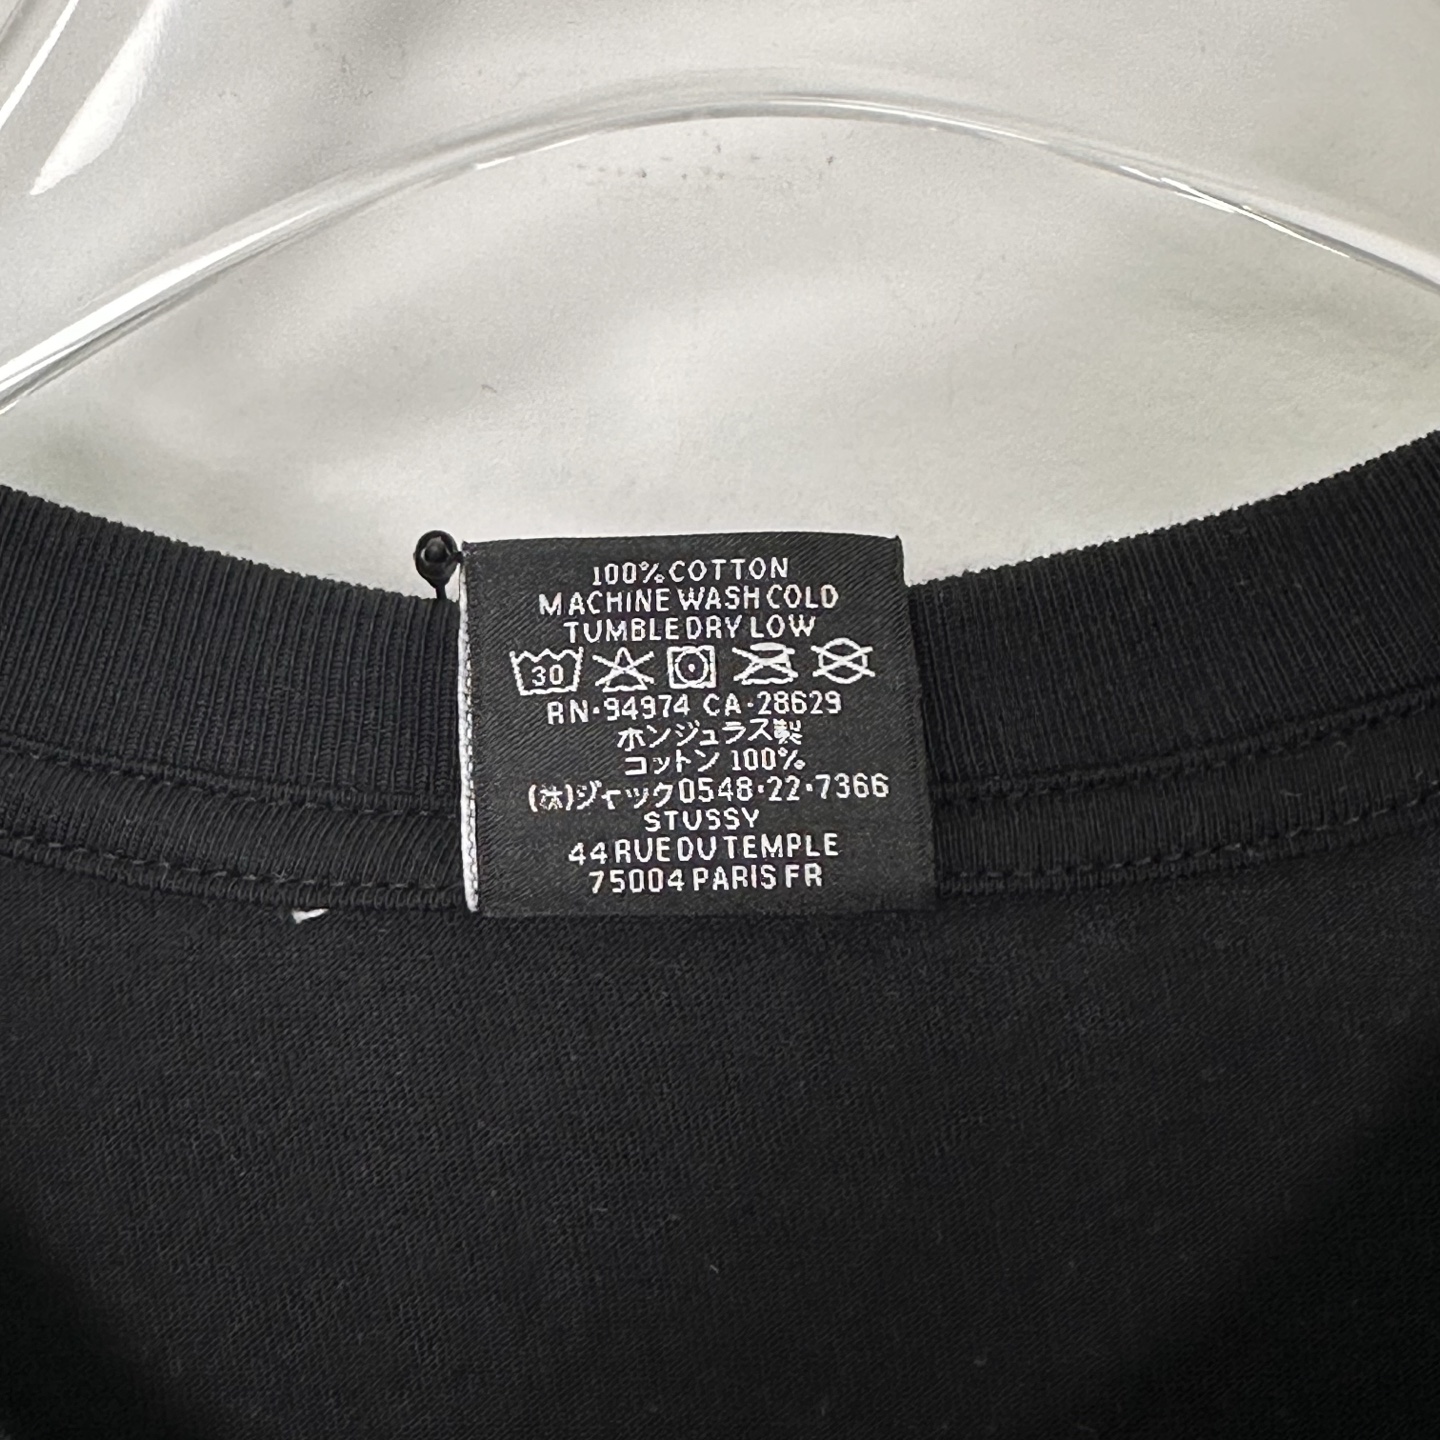 100% COTTON
MACHINE WASH COLD
TUMBLE DRY LOW
30
RN·94974 CA·28629
ホンジュラス製
コットン 100%
(株)ジャック0548·22·7366
STUSSY
44 RUE DU TEMPLE
75004 PARIS FR